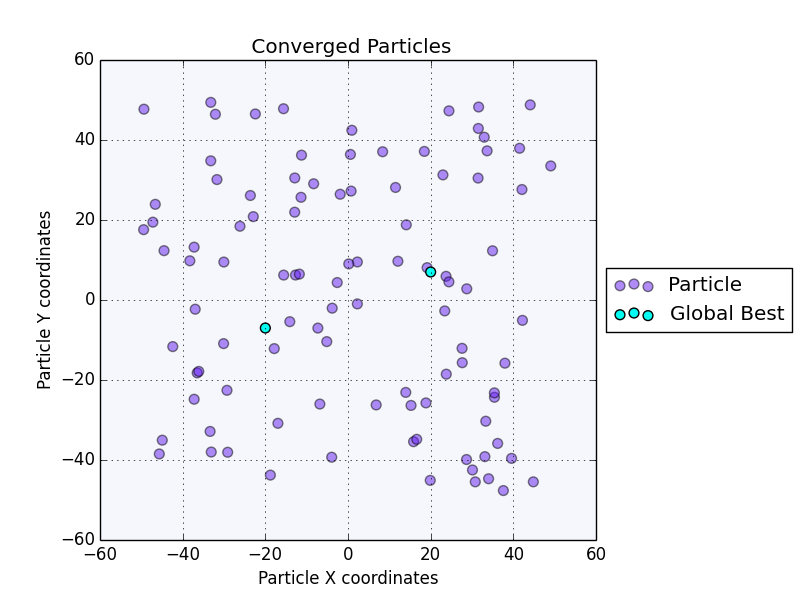 Converged Particles
60
40
20
0
−20
−40
−60
−60 −40 −20 0 20 40 60
Particle Y coordinates
Particle X coordinates
Particle
Global Best